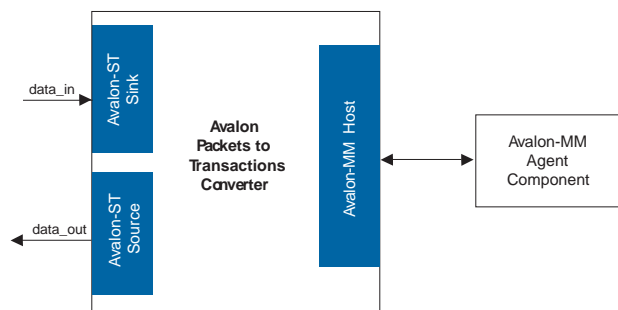 data_in
Avalon-ST
Sink
Avalon
Packets to
Transactions
Converter
Avalon-MM Host
Avalon-MM
Agent
Component
data_out
Avalon-ST
Source